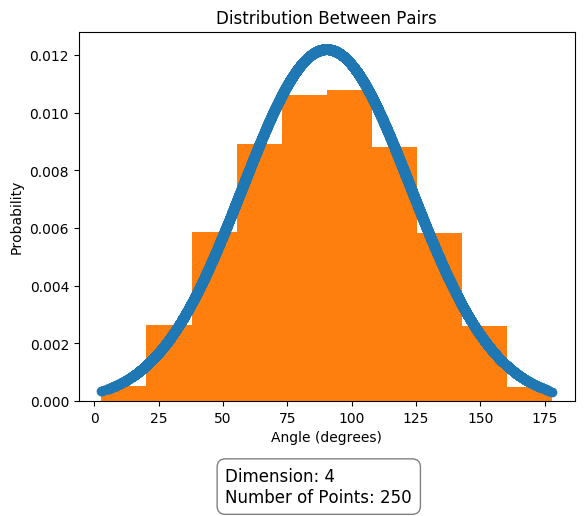 Distribution Between Pairs
0.012
0.010
0.008
0.006
0.004
0.002
0.000
Probability
0 25 50 75 100 125 150 175
Angle (degrees)
Dimension: 4
Number of Points: 250